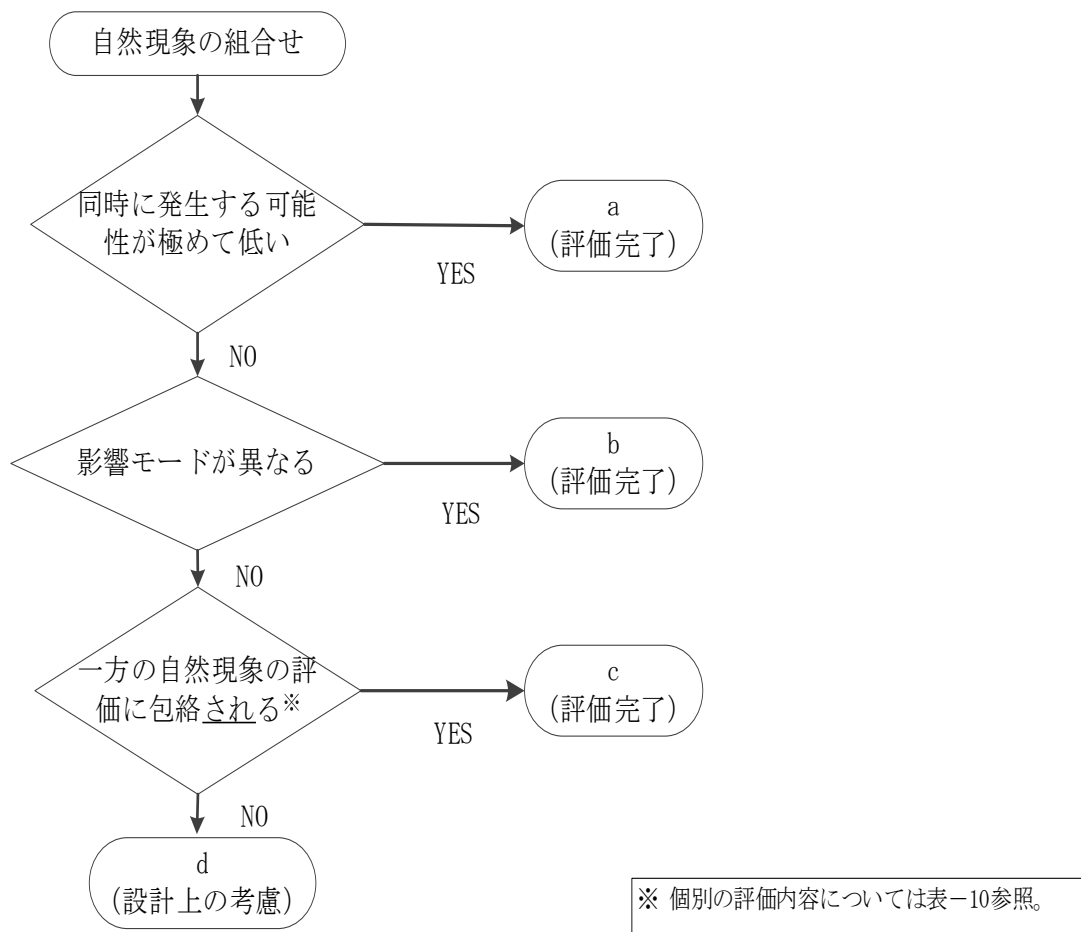 自然現象の組合せ
同時に発生する可能
性が極めて低い
YES
a
(評価完了)
NO
影響モードが異なる
YES
b
(評価完了)
NO
一方の自然現象の評
価に包絡される※
YES
c
(評価完了)
NO
d
(設計上の考慮)
※ 個別の評価内容については表－10参照。